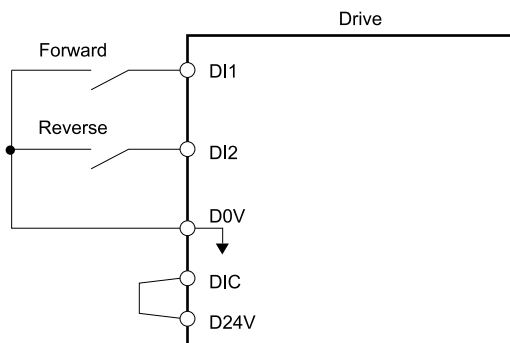 Drive
Forward
DI1
Reverse
DI2
D0V
DIC
D24V